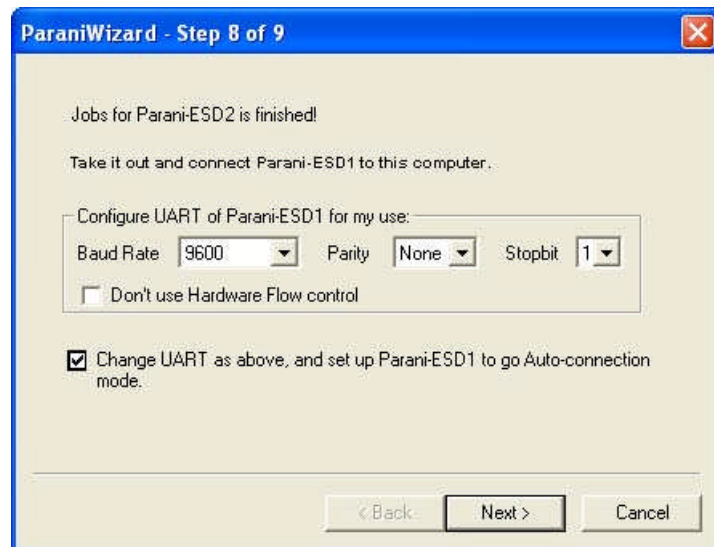 ParaniWizard - Step 8 of 9
Jobs for Parani-ESD2 is finished!
Take it out and connect Parani-ESD1 to this computer.
Configure UART of Parani-ESD1 for my use:
Baud Rate 9600 Parity None Stopbit 1
Don't use Hardware Flow control
Change UART as above, and set up Parani-ESD1 to go Auto-connection
mode.
< Back Next > Cancel